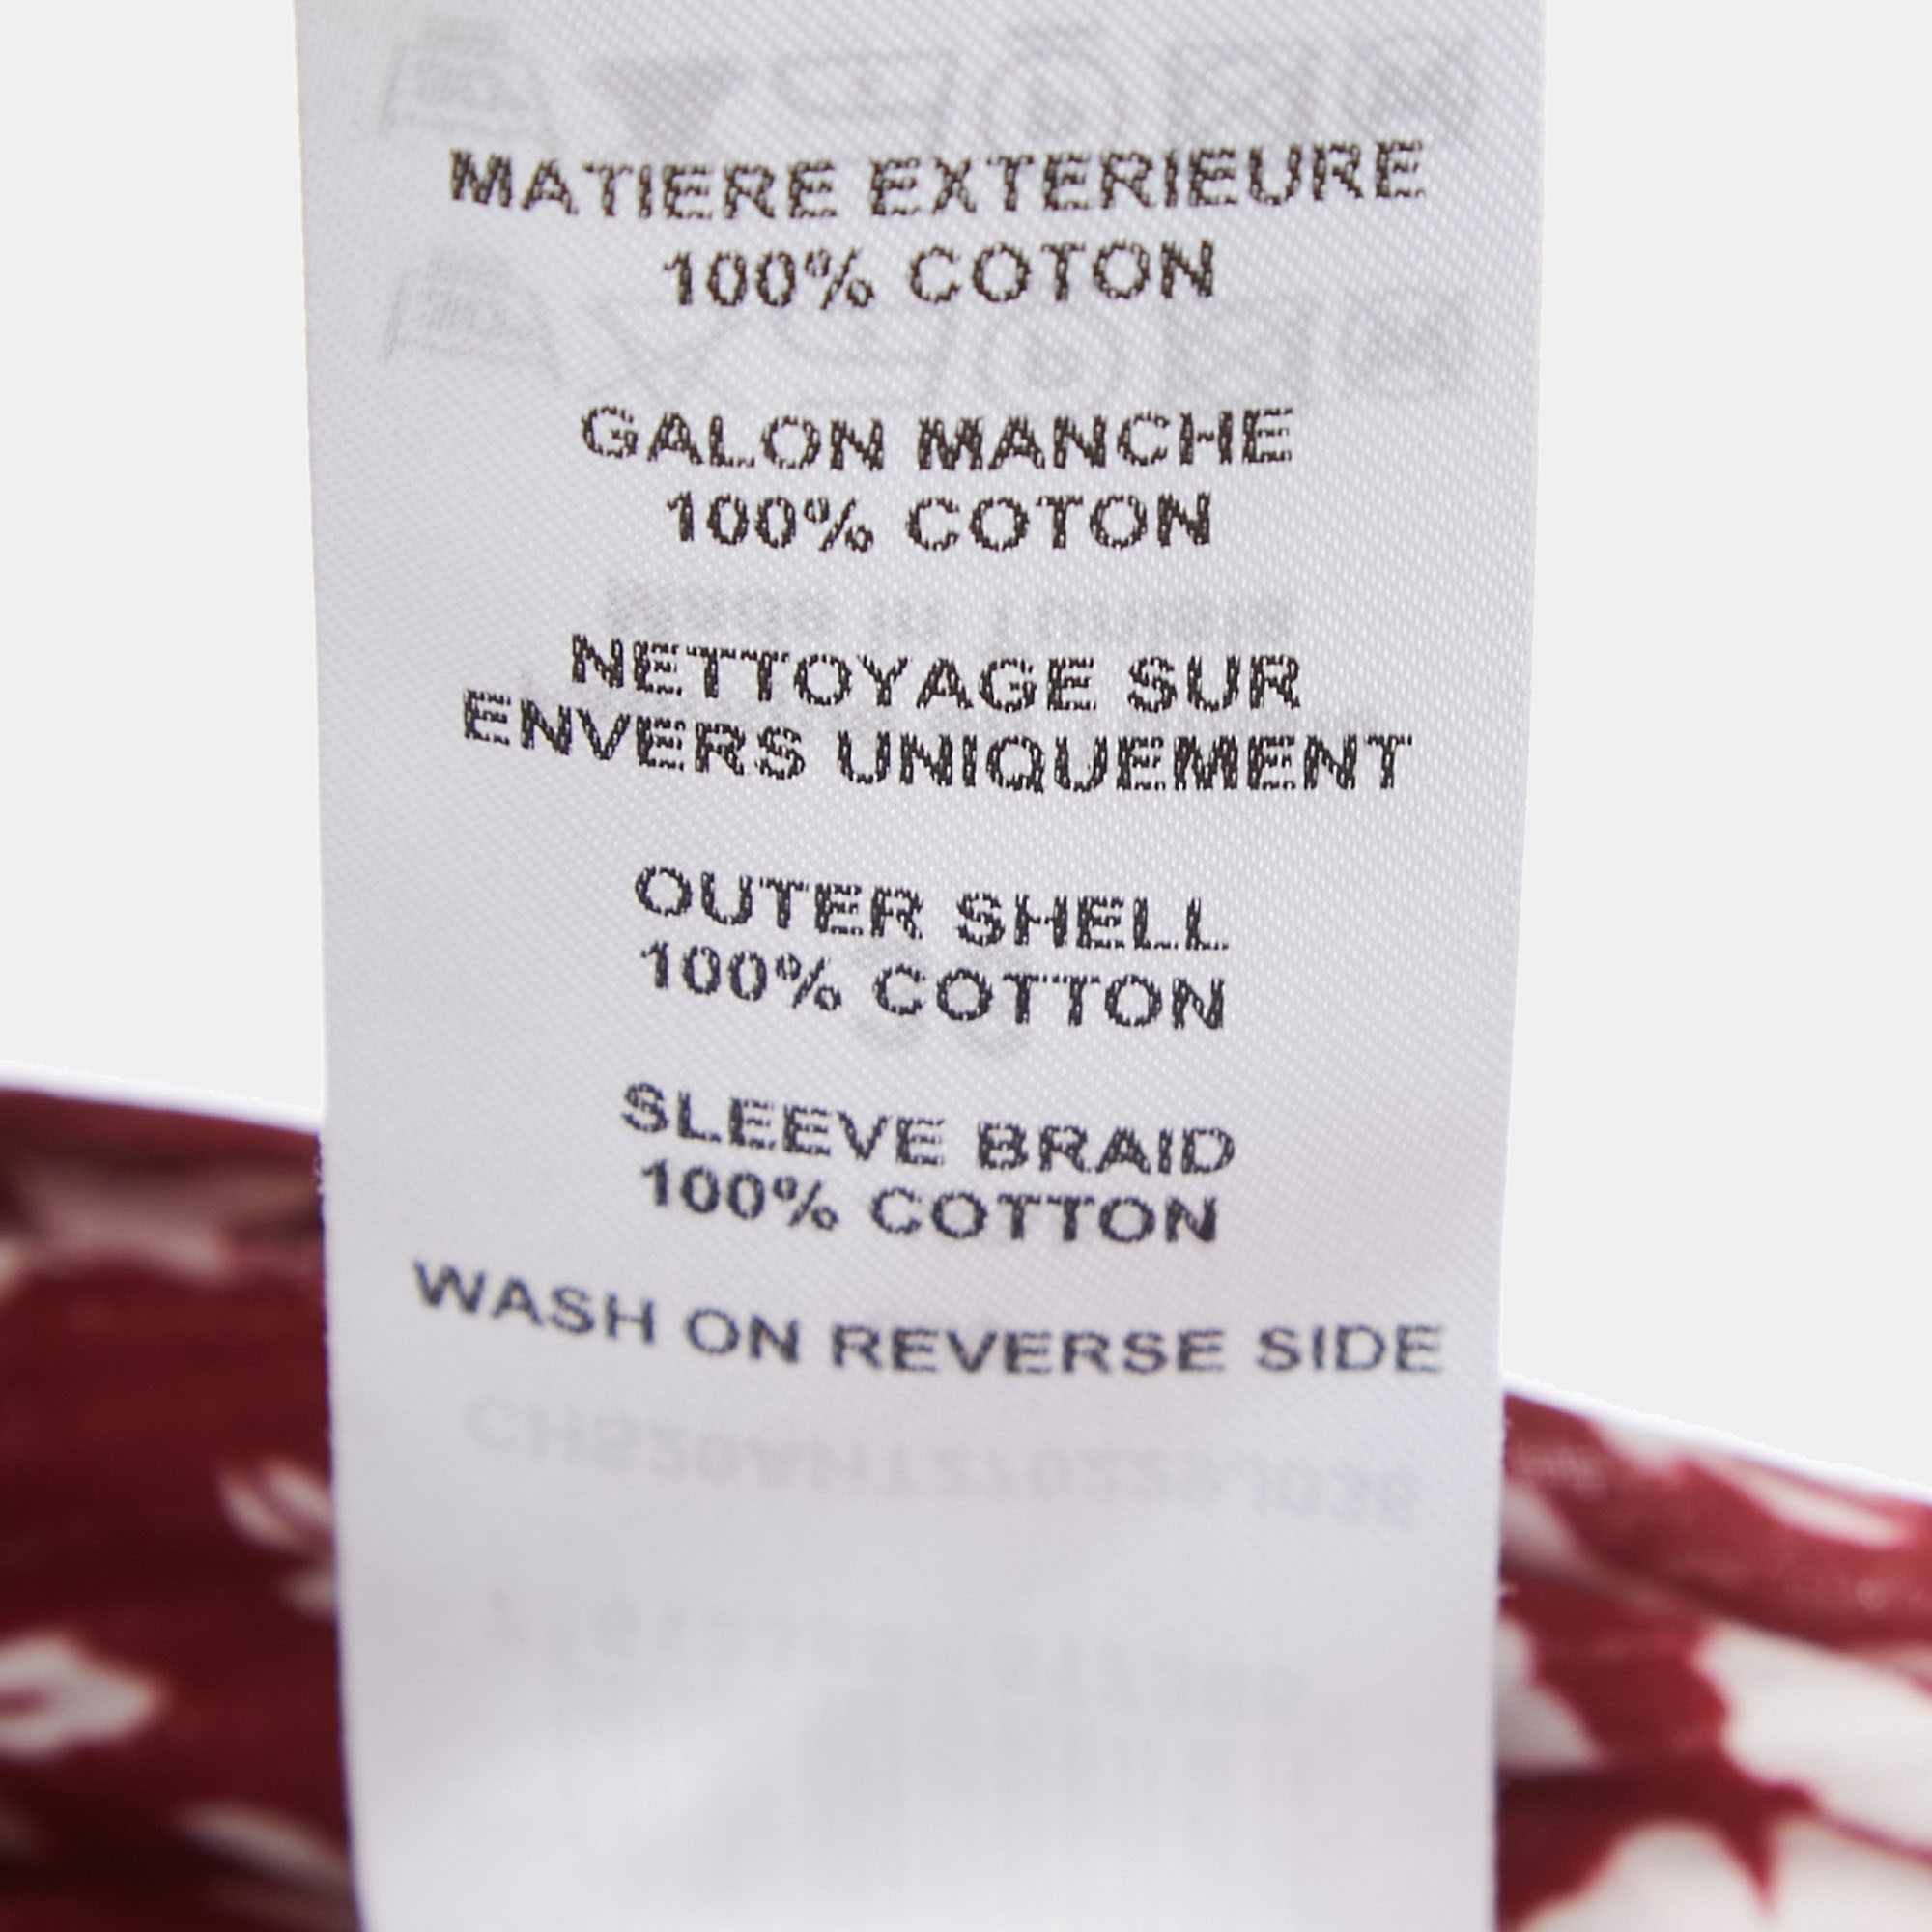 MATIERE EXTERIEURE
100% COTON
GALON MANCHE
100% COTON
NETTOYAGE SUR
ENVERS UNIQUEMENT
OUTER SHELL
100% COTTON
SLEEVE BRAID
100% COTTON
WASH ON REVERSE SIDE